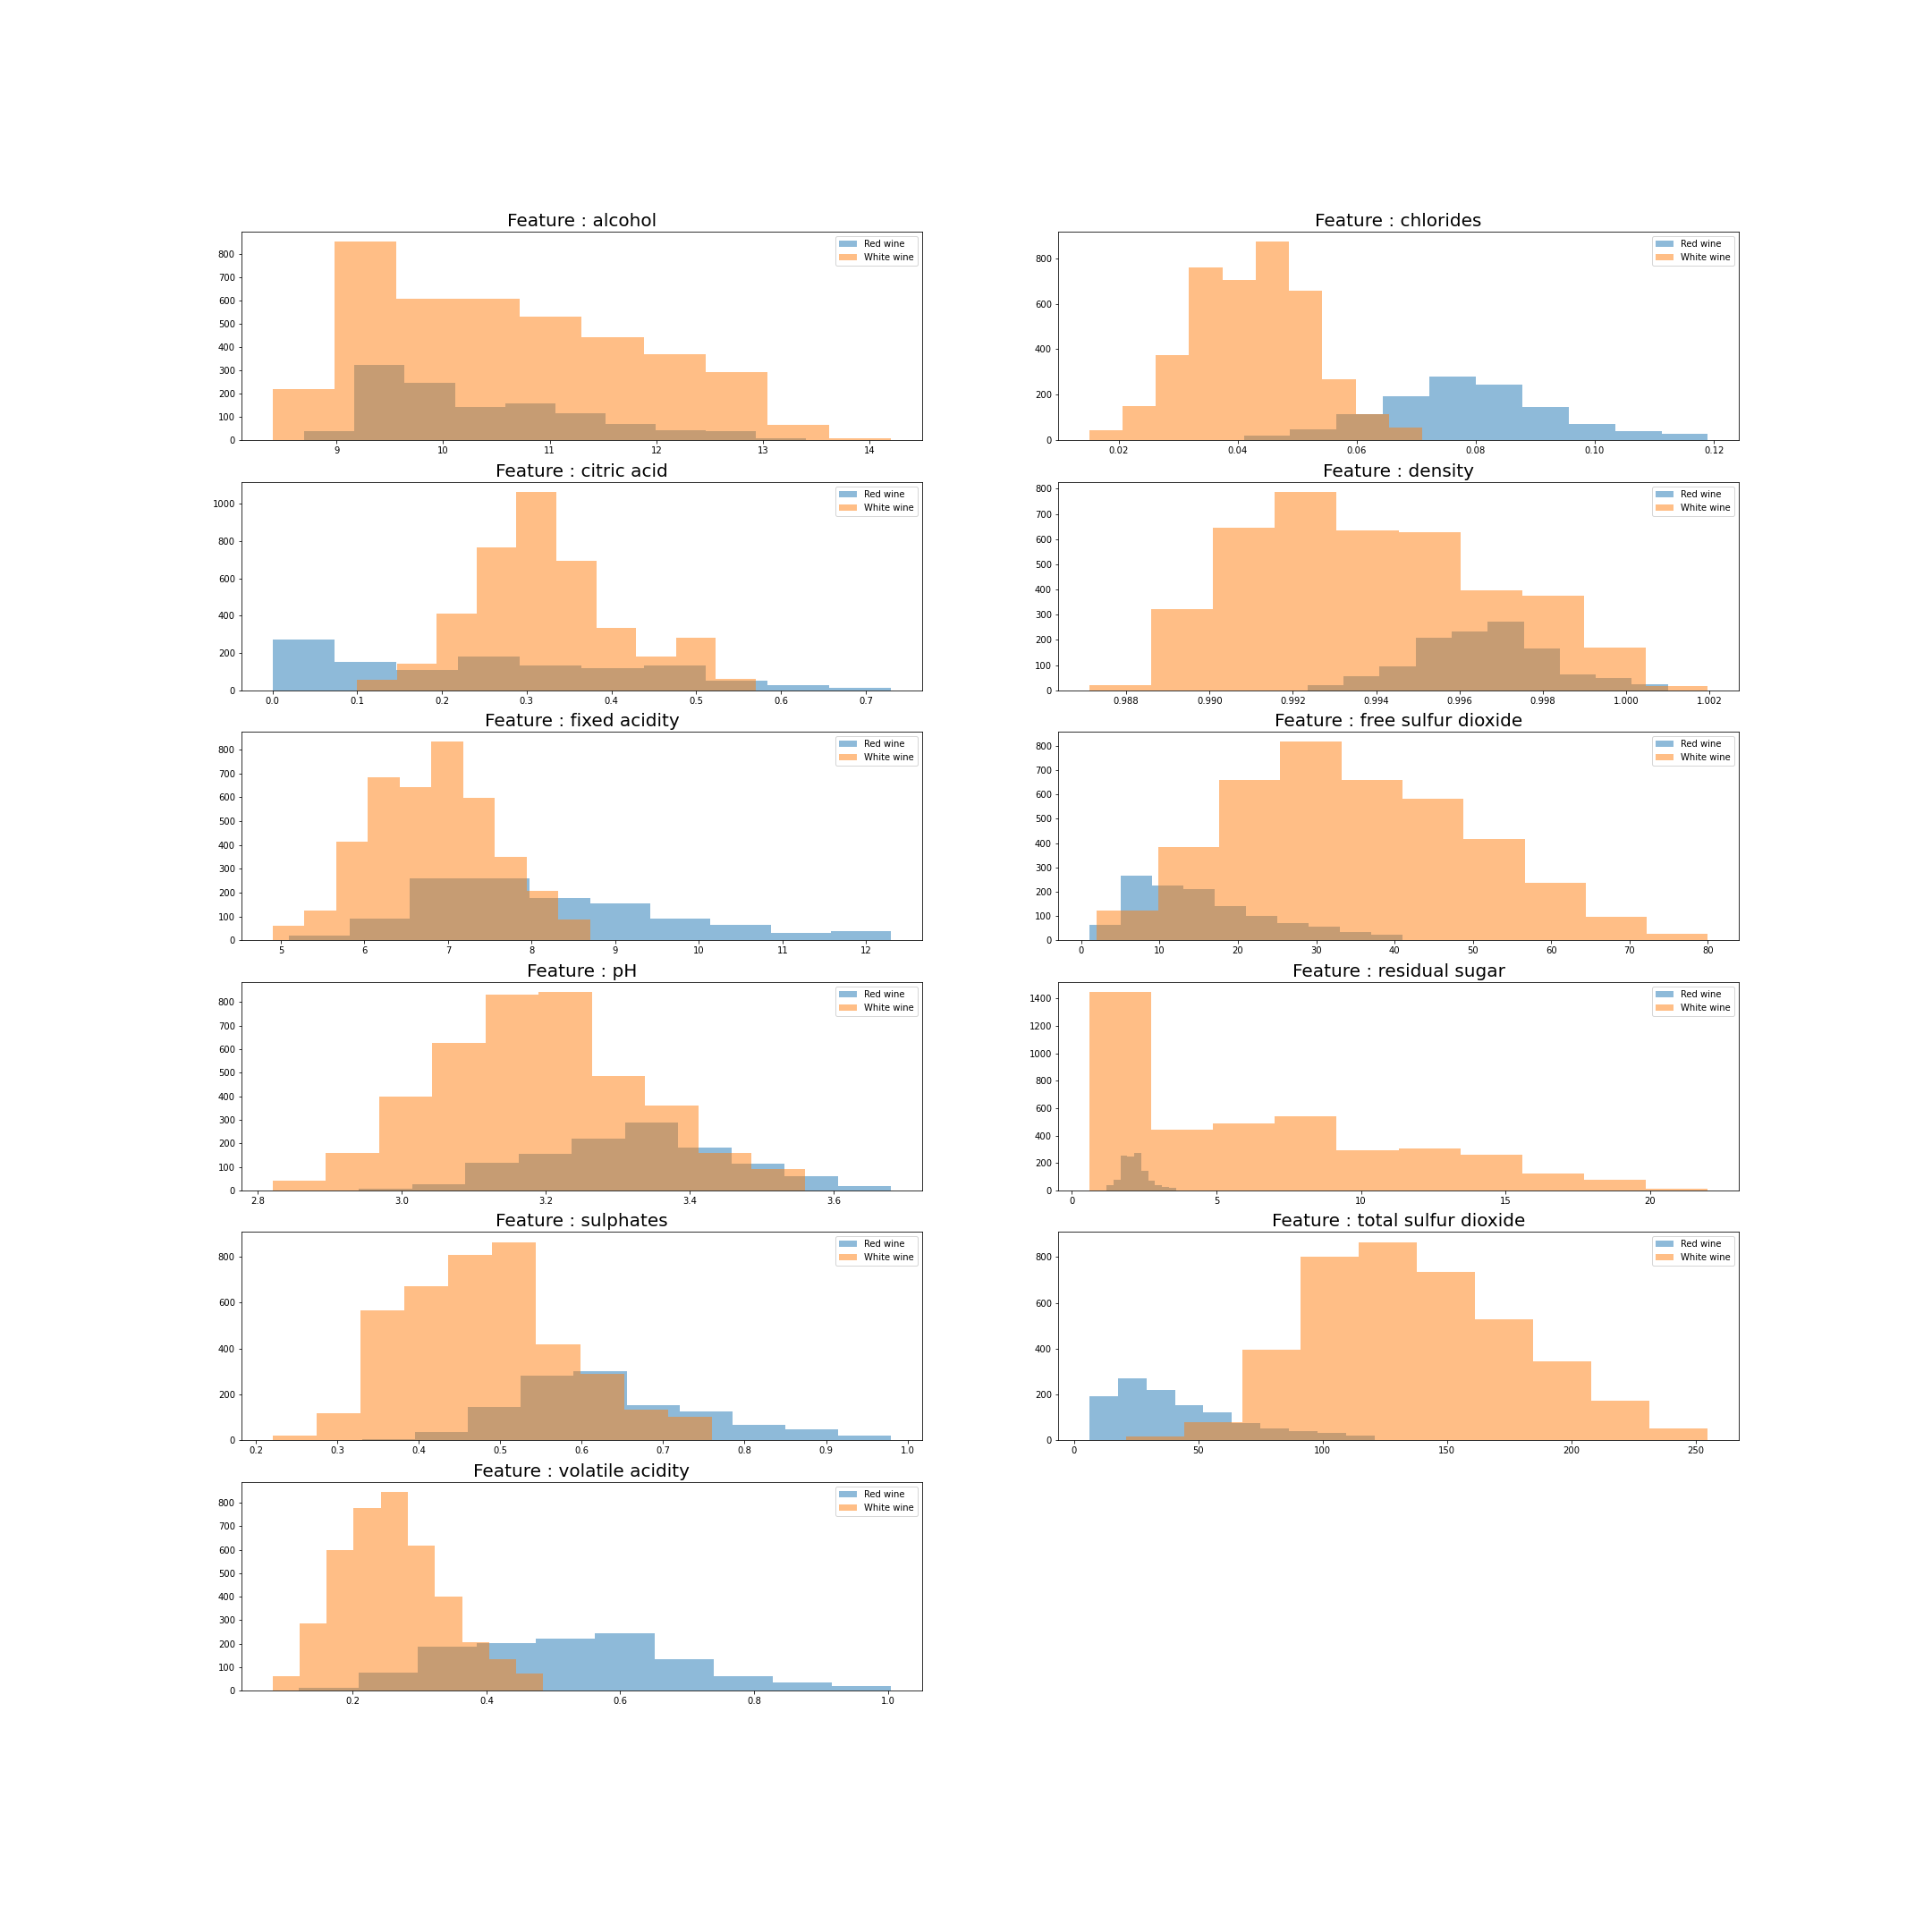 Feature : alcohol
Red wine
White wine
800
700
600
500
400
300
200
100
0
9 10 11 12 13 14
Feature : chlorides
Red wine
White wine
800
600
400
200
0
0.02 0.04 0.06 0.08 0.10 0.12
Feature : citric acid
Red wine
White wine
1000
800
600
400
200
0
0.0 0.1 0.2 0.3 0.4 0.5 0.6 0.7
Feature : density
Red wine
White wine
800
700
600
500
400
300
200
100
0
0.988 0.990 0.992 0.994 0.996 0.998 1.000 1.002
Feature : fixed acidity
Red wine
White wine
800
700
600
500
400
300
200
100
0
5 6 7 8 9 10 11 12
Feature : free sulfur dioxide
Red wine
White wine
800
700
600
500
400
300
200
100
0
0 10 20 30 40 50 60 70 80
Feature : pH
Red wine
White wine
800
700
600
500
400
300
200
100
0
2.8 3.0 3.2 3.4 3.6
Feature : residual sugar
Red wine
White wine
1400
1200
1000
800
600
400
200
0
0 5 10 15 20
Feature : sulphates
Red wine
White wine
800
600
400
200
0
0.2 0.3 0.4 0.5 0.6 0.7 0.8 0.9 1.0
Feature : total sulfur dioxide
Red wine
White wine
800
600
400
200
0
0 50 100 150 200 250
Feature : volatile acidity
Red wine
White wine
800
700
600
500
400
300
200
100
0
0.2 0.4 0.6 0.8 1.0